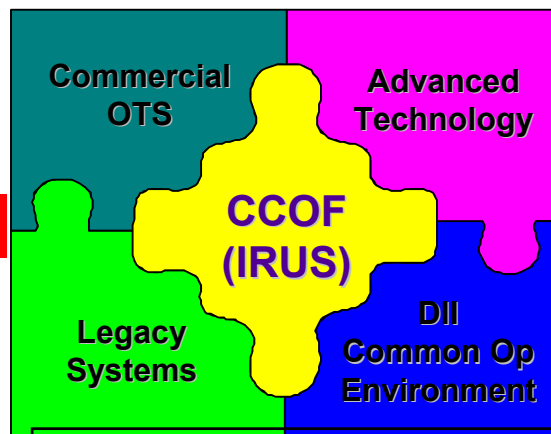 Commercial
OTS
Advanced
Technology
CCOF
(IRUS)
Legacy
Systems
DII
Common Op
Environment